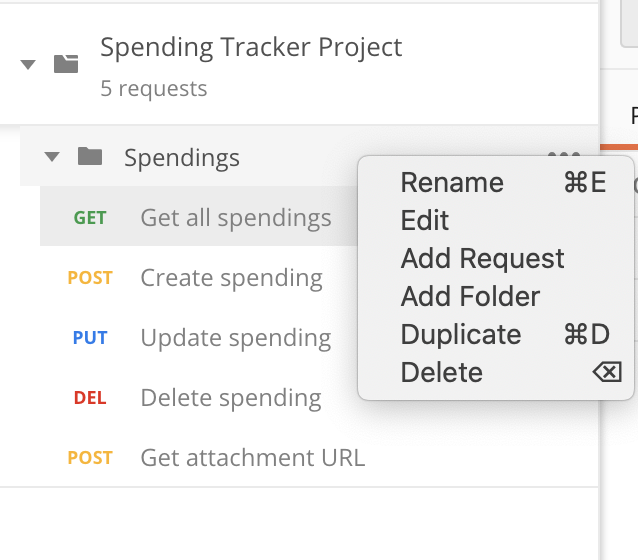 Spending Tracker Project
5 requests
Spendings
GET Get all spendings
POST Create spending
PUT Update spending
DEL Delete spending
POST Get attachment URL
Rename ⌘E
Edit
Add Request
Add Folder
Duplicate ⌘D
Delete ⌫